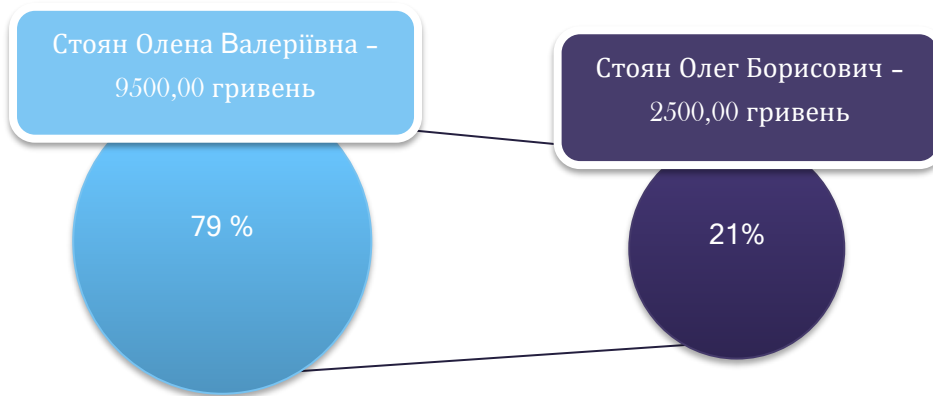 Стоян Олена Валеріївна –
9500,00 гривень
Стоян Олег Борисович –
2500,00 гривень
79 %
21%